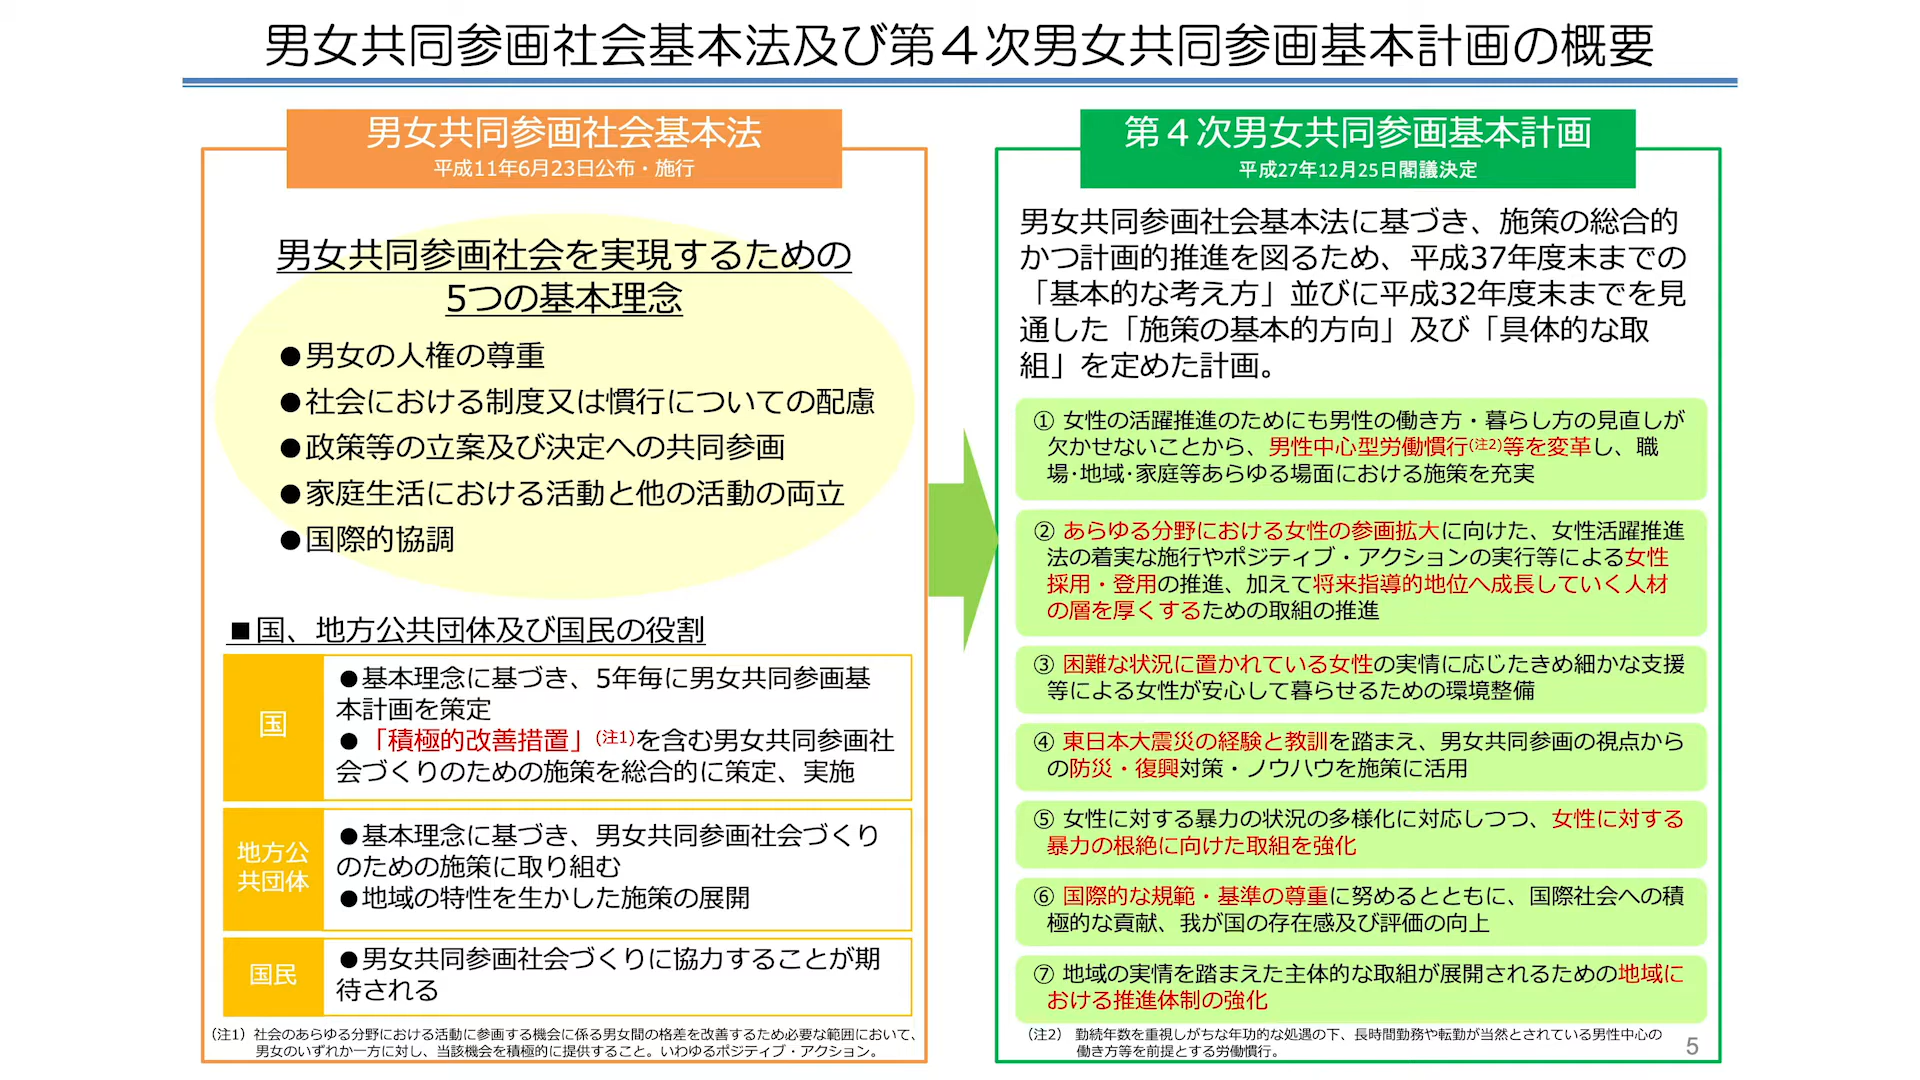 男女共同参画社会基本法及び第４次男女共同参画基本計画の概要
男女共同参画社会基本法
平成11年6月23日公布・施行
男女共同参画社会を実現するための
5つの基本理念
●男女の人権の尊重
●社会における制度又は慣行についての配慮
●政策等の立案及び決定への共同参画
●家庭生活における活動と他の活動の両立
●国際的協調
■国、地方公共団体及び国民の役割
国
●基本理念に基づき、5年毎に男女共同参画基
本計画を策定
●「積極的改善措置」(注1)を含む男女共同参画社
会づくりのための施策を総合的に策定、実施
地方公
共団体
●基本理念に基づき、男女共同参画社会づくり
のための施策に取り組む
●地域の特性を生かした施策の展開
国民
●男女共同参画社会づくりに協力することが期
待される
（注1）社会のあらゆる分野における活動に参画する機会に係る男女間の格差を改善するため必要な範囲において、
男女のいずれか一方に対し、当該機会を積極的に提供すること。いわゆるポジティブ・アクション。
第４次男女共同参画基本計画
平成27年12月25日閣議決定
男女共同参画社会基本法に基づき、施策の総合的
かつ計画的推進を図るため、平成37年度末までの
「基本的な考え方」並びに平成32年度末までを見
通した「施策の基本的方向」及び「具体的な取
組」を定めた計画。
① 女性の活躍推進のためにも男性の働き方・暮らし方の見直しが
欠かせないことから、男性中心型労働慣行(注2)等を変革し、職
場･地域･家庭等あらゆる場面における施策を充実
② あらゆる分野における女性の参画拡大に向けた、女性活躍推進
法の着実な施行やポジティブ・アクションの実行等による女性
採用・登用の推進、加えて将来指導的地位へ成長していく人材
の層を厚くするための取組の推進
③ 困難な状況に置かれている女性の実情に応じたきめ細かな支援
等による女性が安心して暮らせるための環境整備
④ 東日本大震災の経験と教訓を踏まえ、男女共同参画の視点から
の防災・復興対策・ノウハウを施策に活用
⑤ 女性に対する暴力の状況の多様化に対応しつつ、女性に対する
暴力の根絶に向けた取組を強化
⑥ 国際的な規範・基準の尊重に努めるとともに、国際社会への積
極的な貢献、我が国の存在感及び評価の向上
⑦ 地域の実情を踏まえた主体的な取組が展開されるための地域に
おける推進体制の強化
（注2） 勤続年数を重視しがちな年功的な処遇の下、長時間勤務や転勤が当然とされている男性中心の
働き方等を前提とする労働慣行。
5